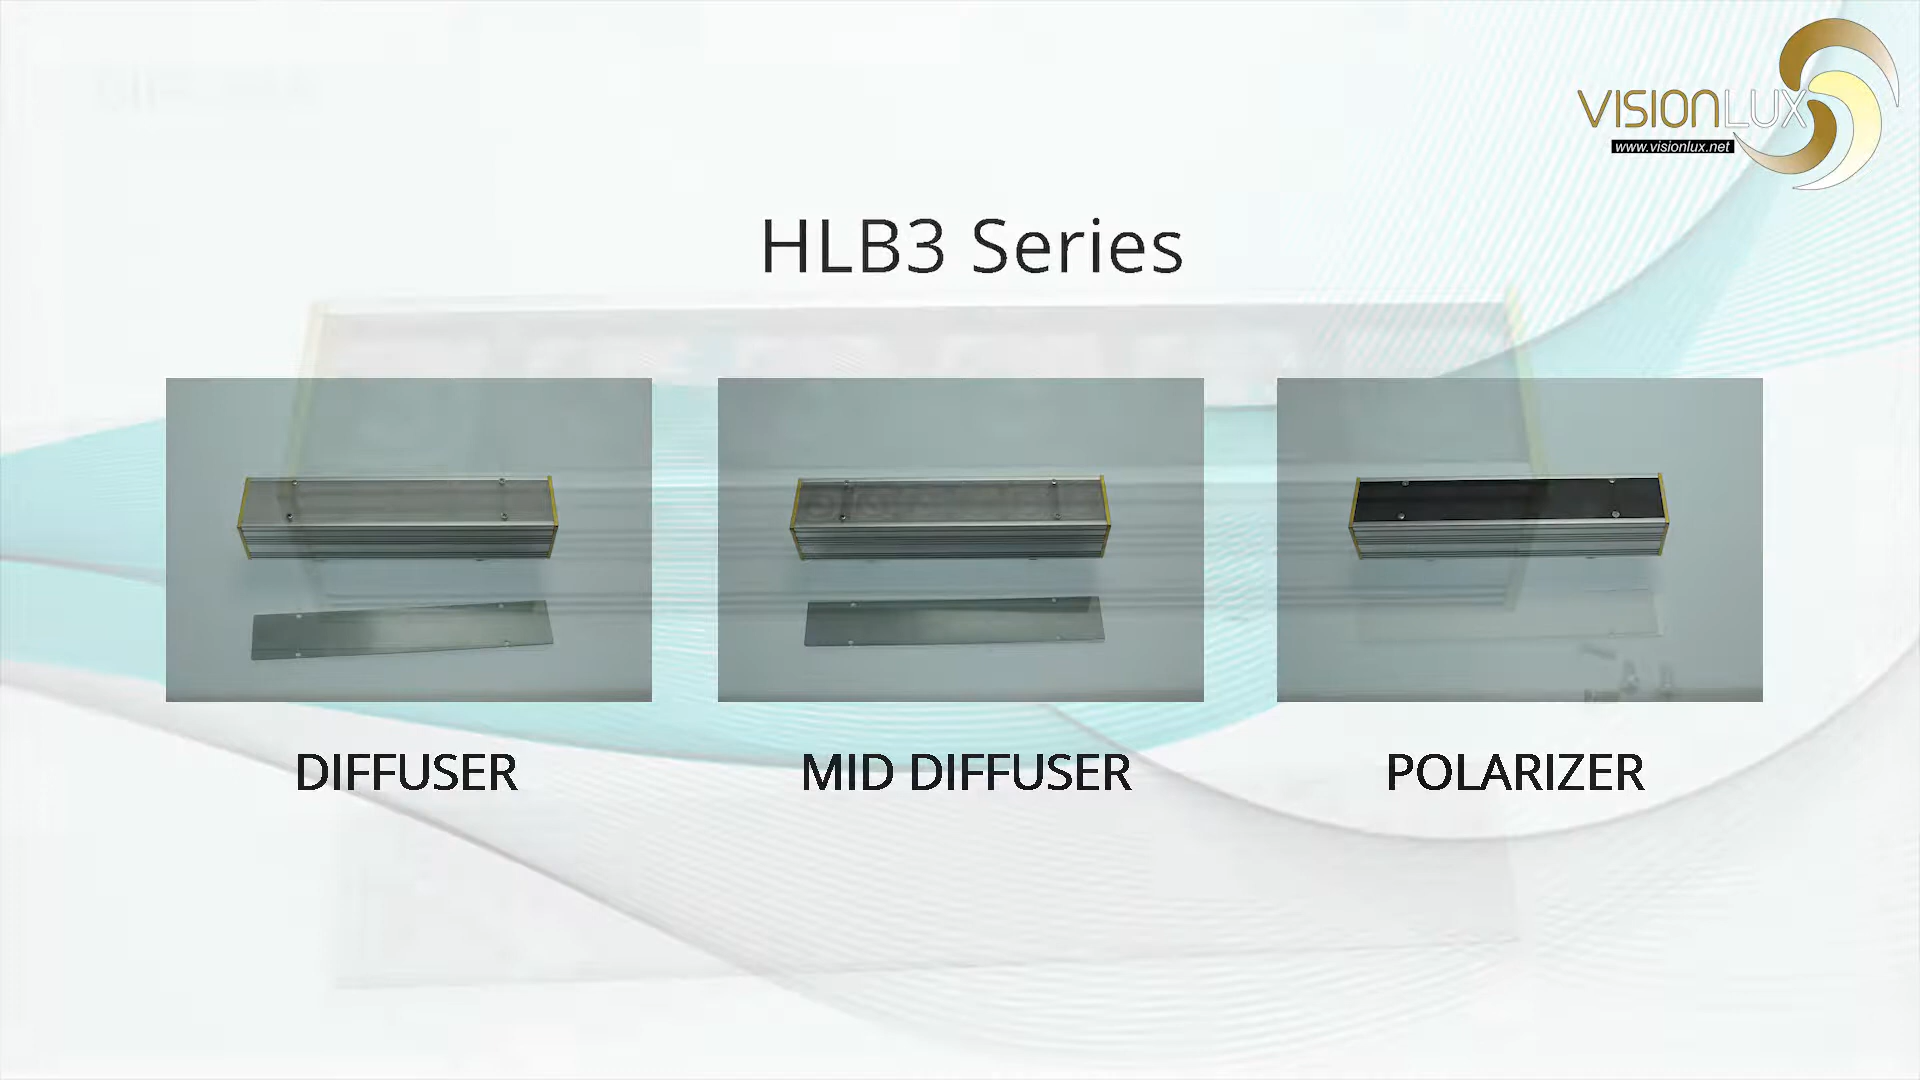 VISIONLUX
www.visionlux.net
HLB3 Series
DIFFUSER
MID DIFFUSER
POLARIZER